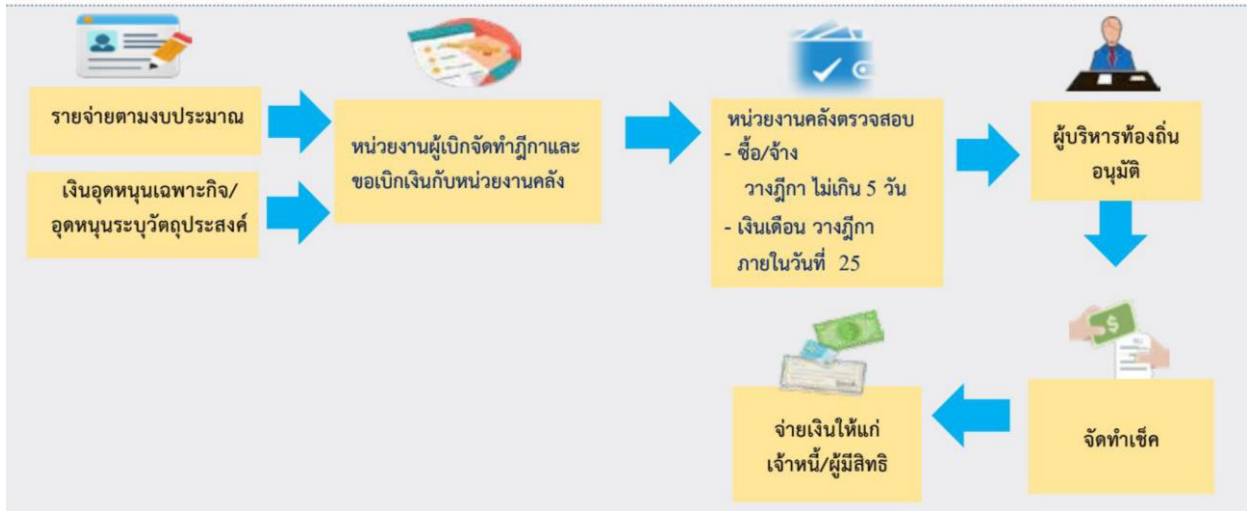 รายจ่ายตามงบประมาณ
เงินอุดหนุนเฉพาะกิจ/
อุดหนุนระบุวัตถุประสงค์
หน่วยงานผู้เบิกจัดทำฎีกาและ
ขอเบิกเงินกับหน่วยงานคลัง
หน่วยงานคลังตรวจสอบ
- ซื้อ/จ้าง
วางฎีกา ไม่เกิน 5 วัน
- เงินเดือน วางฎีกา
ภายในวันที่ 25
ผู้บริหารท้องถิ่น
อนุมัติ
จัดทำเช็ค
จ่ายเงินให้แก่
เจ้าหนี้/ผู้มีสิทธิ